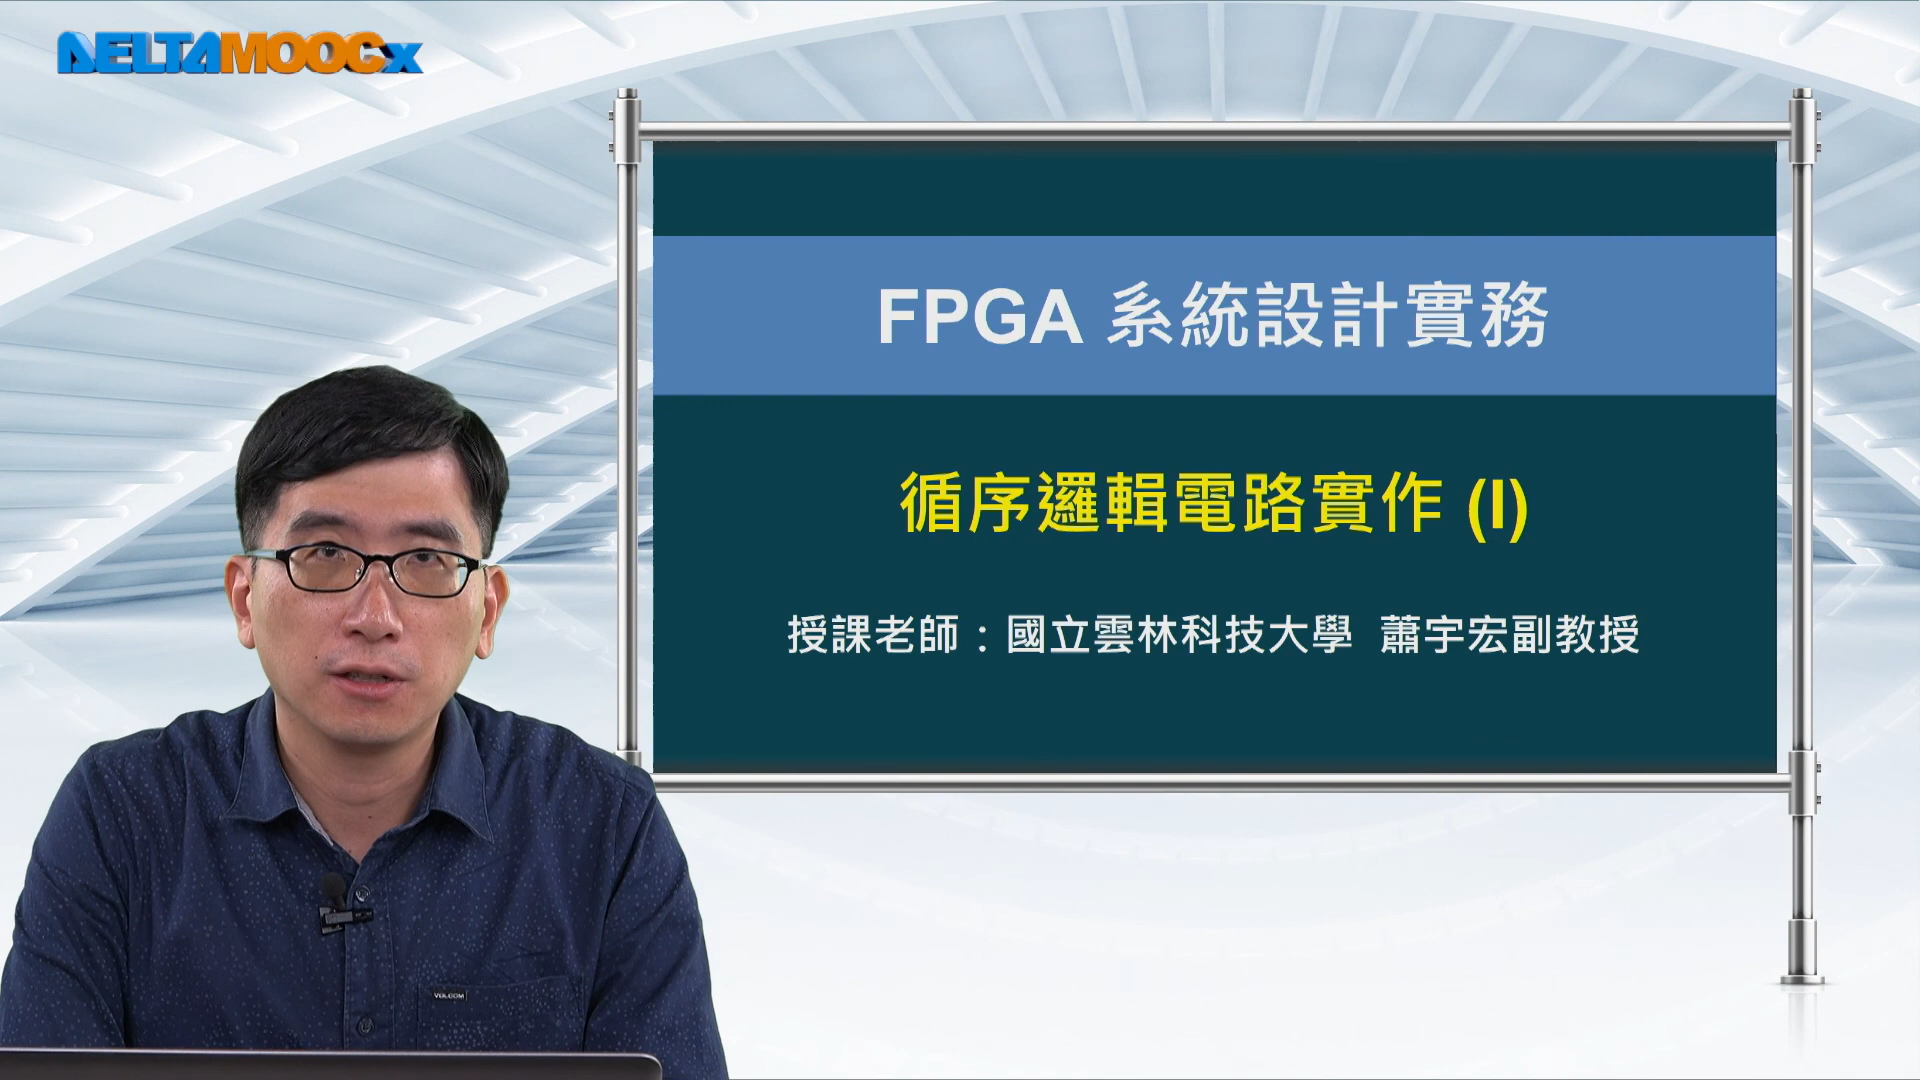 DELTAMOOCx
FPGA 系統設計實務
循序邏輯電路實作 (I)
授課老師：國立雲林科技大學 蕭宇宏副教授
VOLCOM